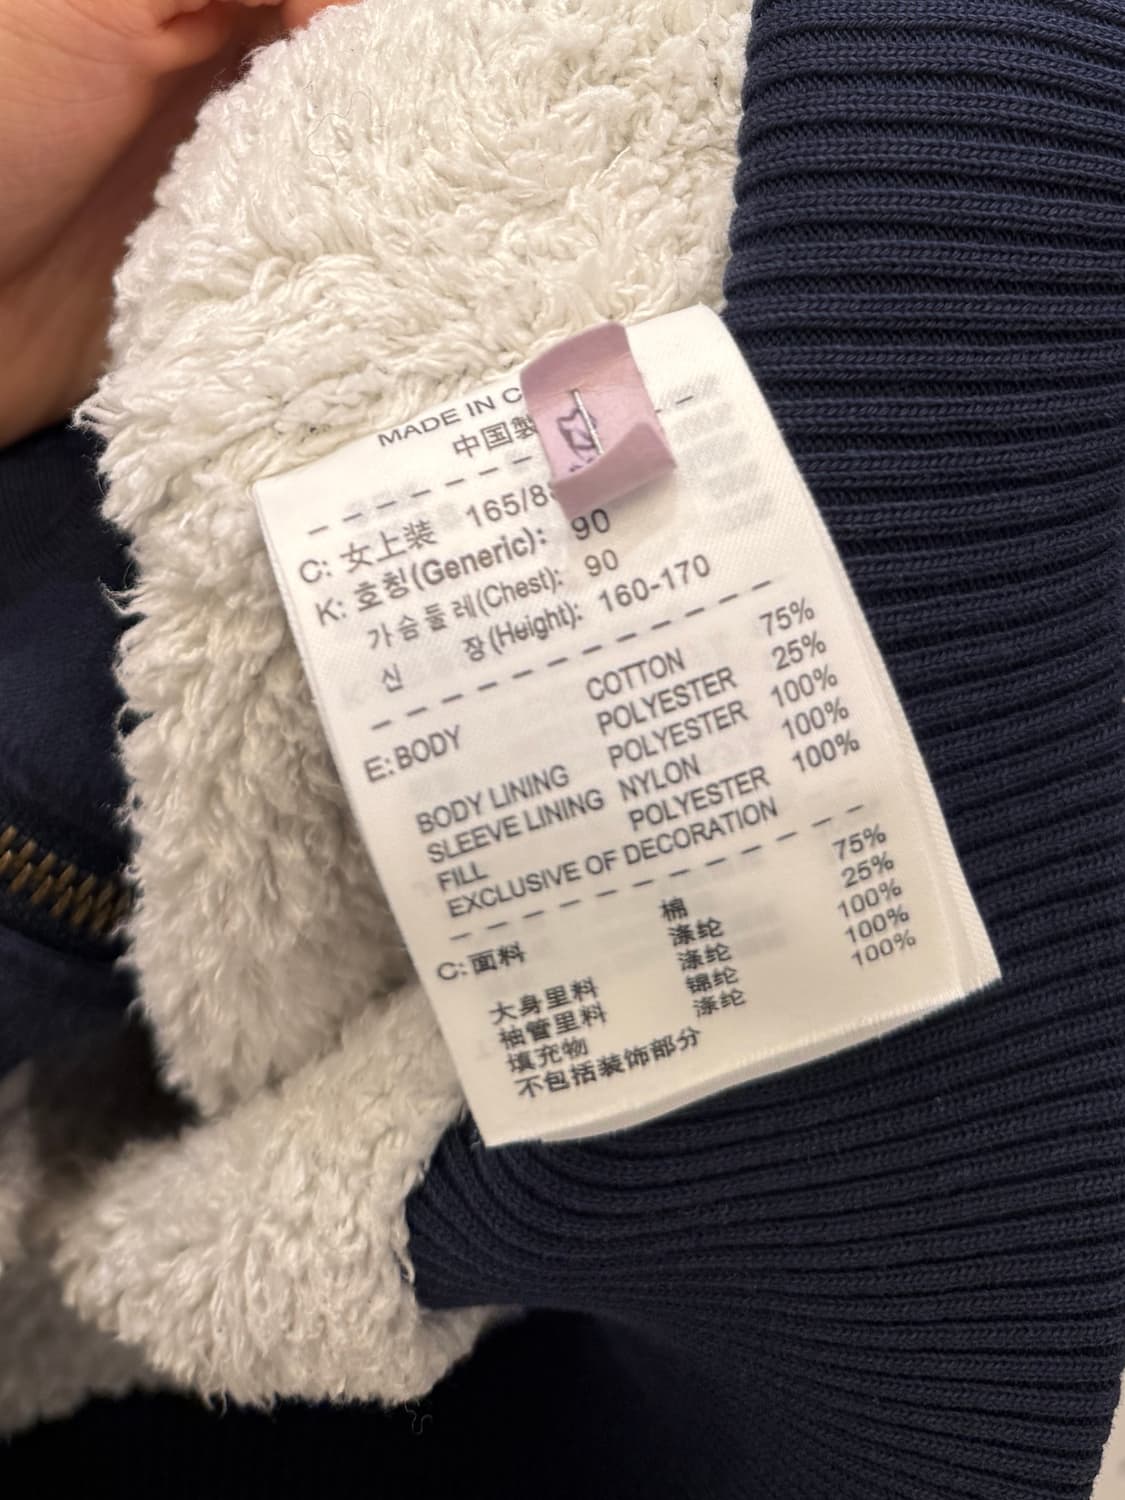 MADE IN C
中国製
C: 女上装 165/8
K: 호칭(Generic): 90
가슴둘레(Chest): 90
신 장(Height): 160-170
E: BODY COTTON 75%
POLYESTER 25%
BODY LINING POLYESTER 100%
SLEEVE LINING NYLON 100%
FILL POLYESTER 100%
EXCLUSIVE OF DECORATION
C: 面料 棉 75%
涤纶 25%
大身里料 涤纶 100%
袖管里料 锦纶 100%
填充物 涤纶 100%
不包括装饰部分